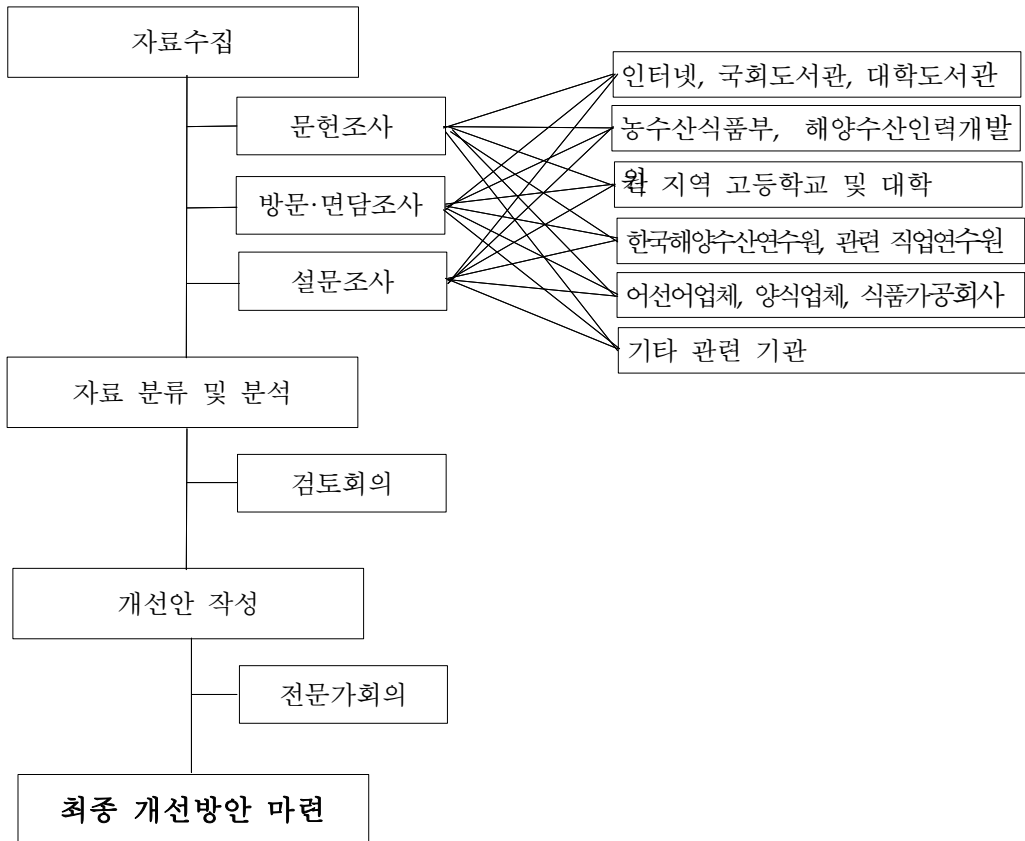 자료수집
인터넷, 국회도서관, 대학도서관
문헌조사
농수산식품부, 해양수산인력개발
원
각 지역 고등학교 및 대학
방문·면담조사
한국해양수산연수원, 관련 직업연수원
설문조사
어선어업체, 양식업체, 식품가공회사
기타 관련 기관
자료 분류 및 분석
검토회의
개선안 작성
전문가회의
최종 개선방안 마련